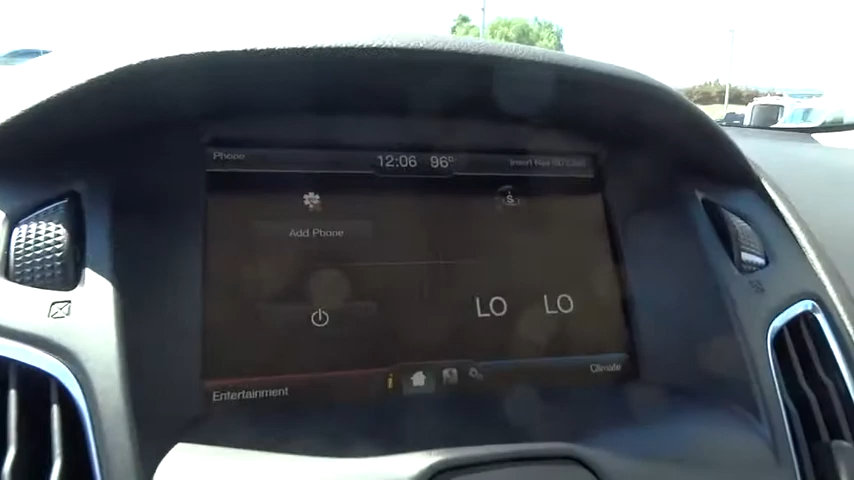 Phone
12:06 96°
Insert Nav SD Card
Add Phone
LO LO
Entertainment
Climate